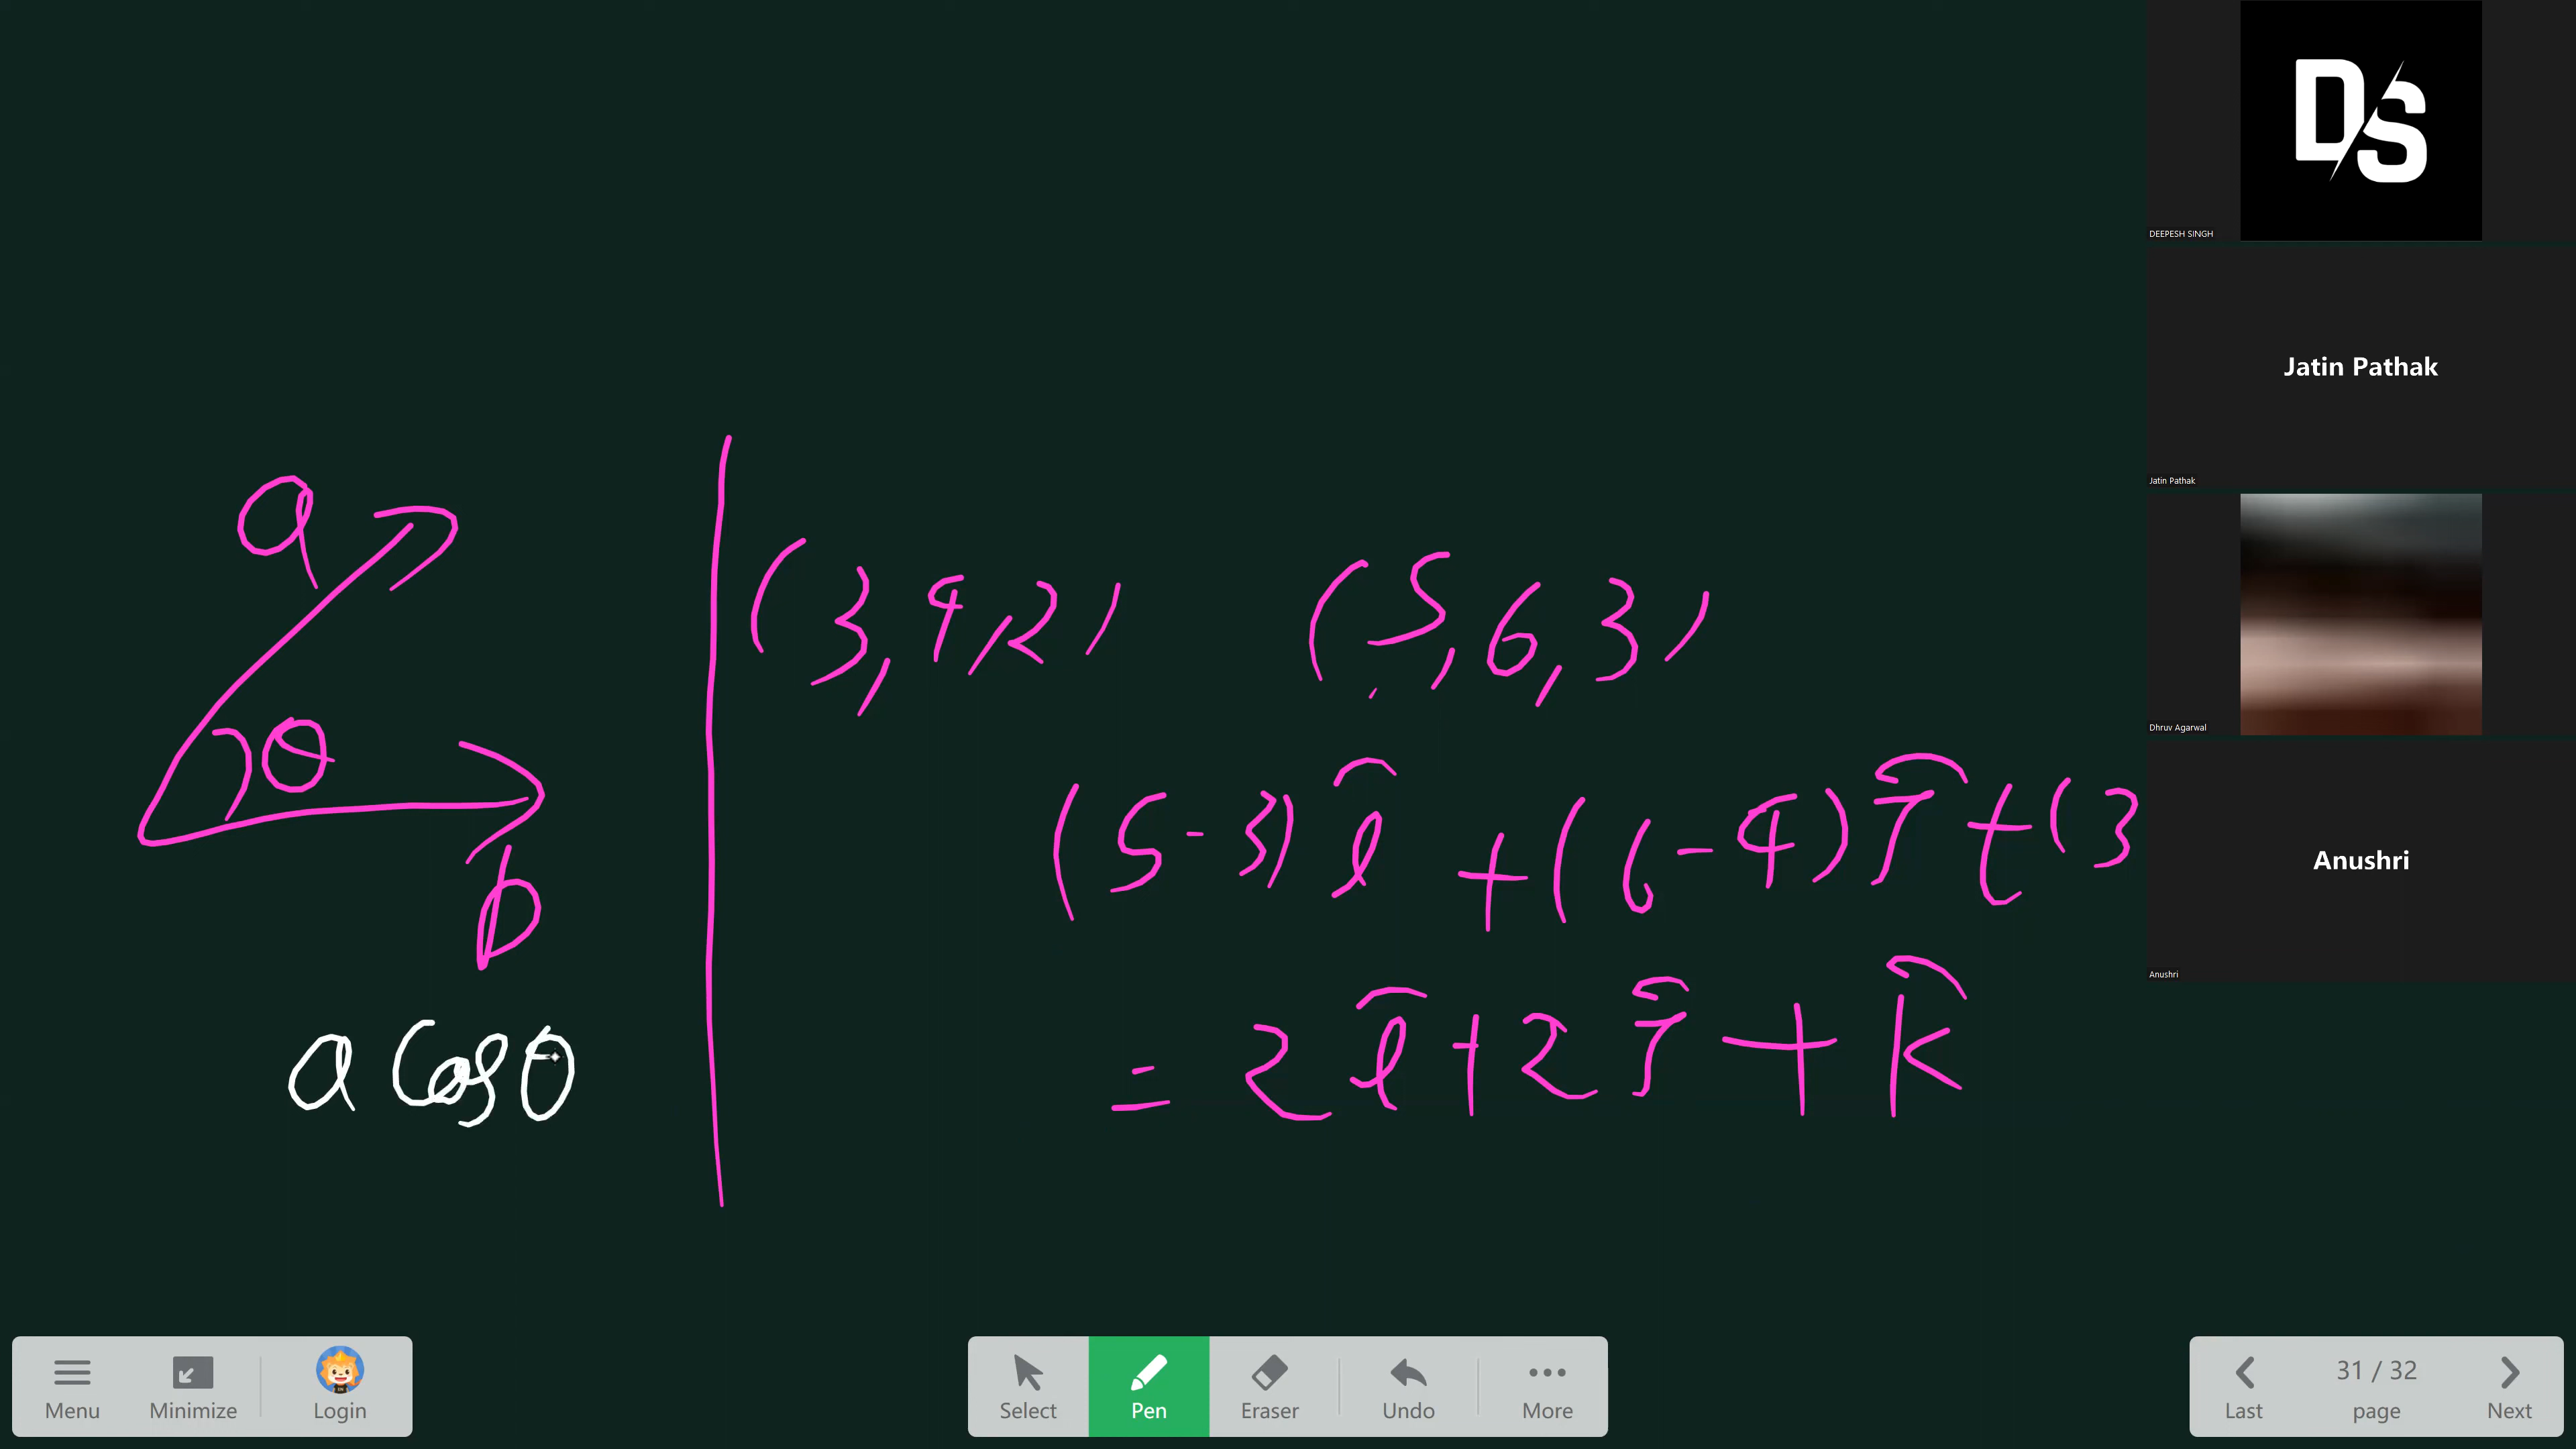 DS
DEEPESH SINGH
Jatin Pathak
Jatin Pathak
Dhruv Agarwal
Anushri
Anushri
a
θ
b
a Cosθ
(3,4,2) (5,6,3)
(5-3)î +(6-4)ĵ +(3
= 2î+2ĵ+k̂
Menu Minimize Login
Select Pen Eraser Undo More
Last 31 / 32 page Next